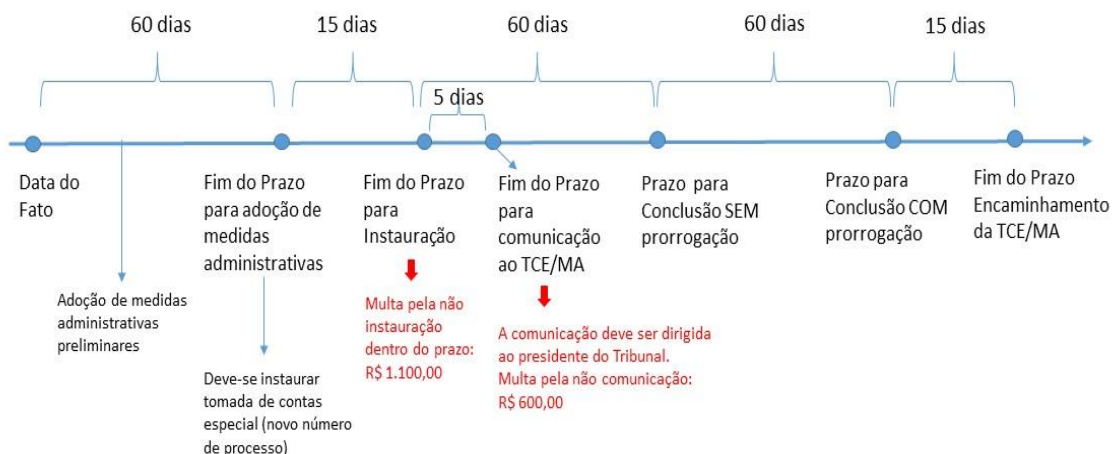 60 dias
15 dias
60 dias
60 dias
15 dias
5 dias
Data do
Fato
Fim do Prazo
para adoção de
medidas
administrativas
Fim do Prazo
para
Instauração
Fim do Prazo
para
comunicação
ao TCE/MA
Prazo para
Conclusão SEM
prorrogação
Prazo para
Conclusão COM
prorrogação
Fim do Prazo
Encaminhamento
da TCE/MA
Adoção de medidas
administrativas
preliminares
Deve-se instaurar
tomada de contas
especial (novo número
de processo)
Multa pela não
instauração
dentro do prazo:
R$ 1.100,00
A comunicação deve ser dirigida
ao presidente do Tribunal.
Multa pela não comunicação:
R$ 600,00